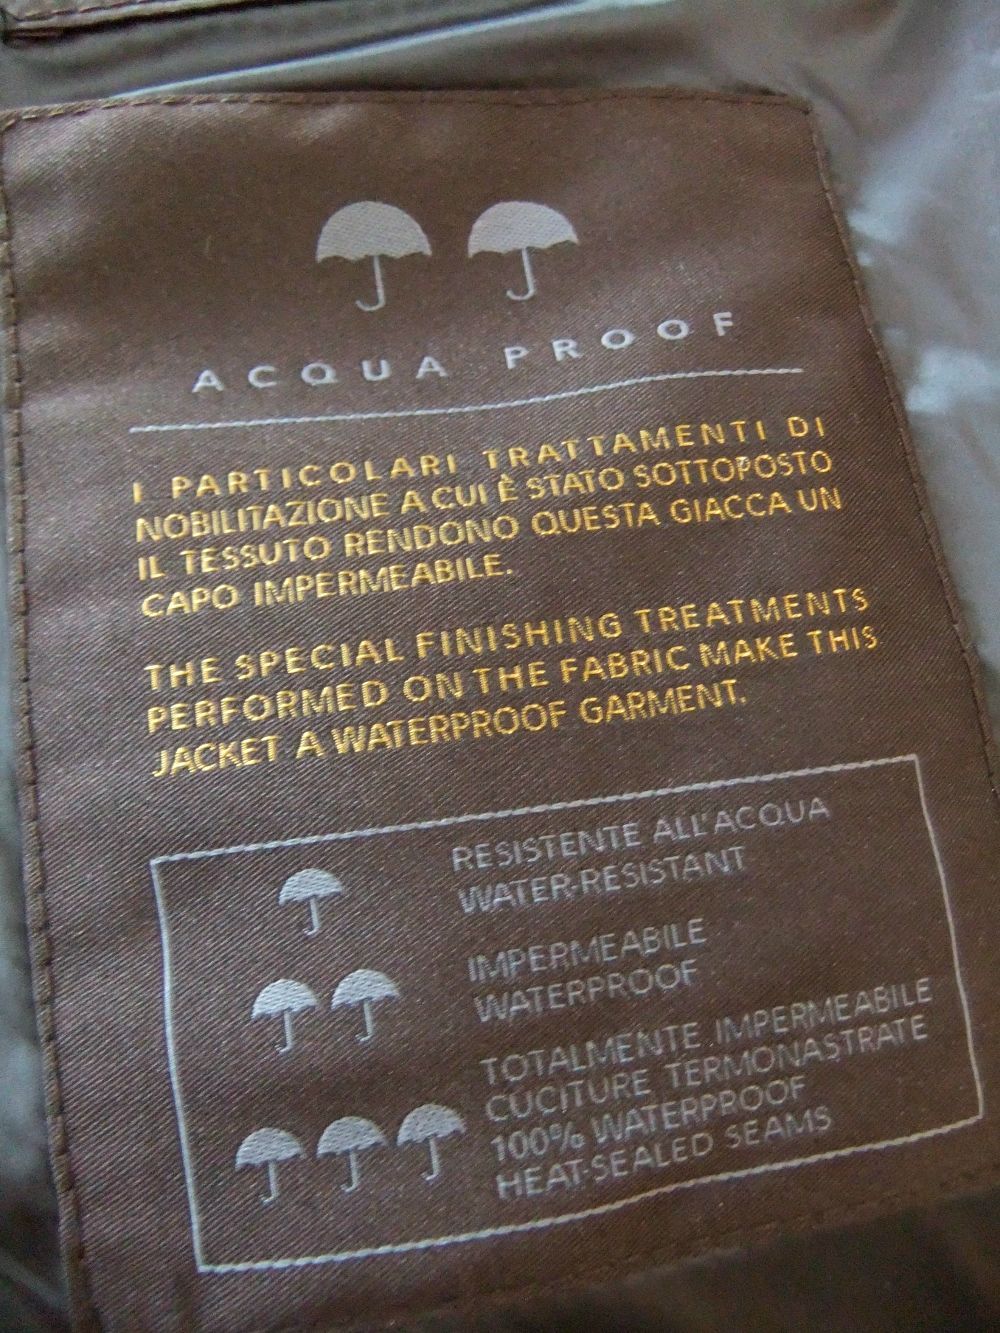 ACQUA PROOF
I PARTICOLARI TRATTAMENTI DI
NOBILITAZIONE A CUI È STATO SOTTOPOSTO
IL TESSUTO RENDONO QUESTA GIACCA UN
CAPO IMPERMEABILE.
THE SPECIAL FINISHING TREATMENTS
PERFORMED ON THE FABRIC MAKE THIS
JACKET A WATERPROOF GARMENT.
RESISTENTE ALL'ACQUA
WATER-RESISTANT
IMPERMEABILE
WATERPROOF
TOTALMENTE IMPERMEABILE
CUCITURE TERMONASTRATE
100% WATERPROOF
HEAT-SEALED SEAMS